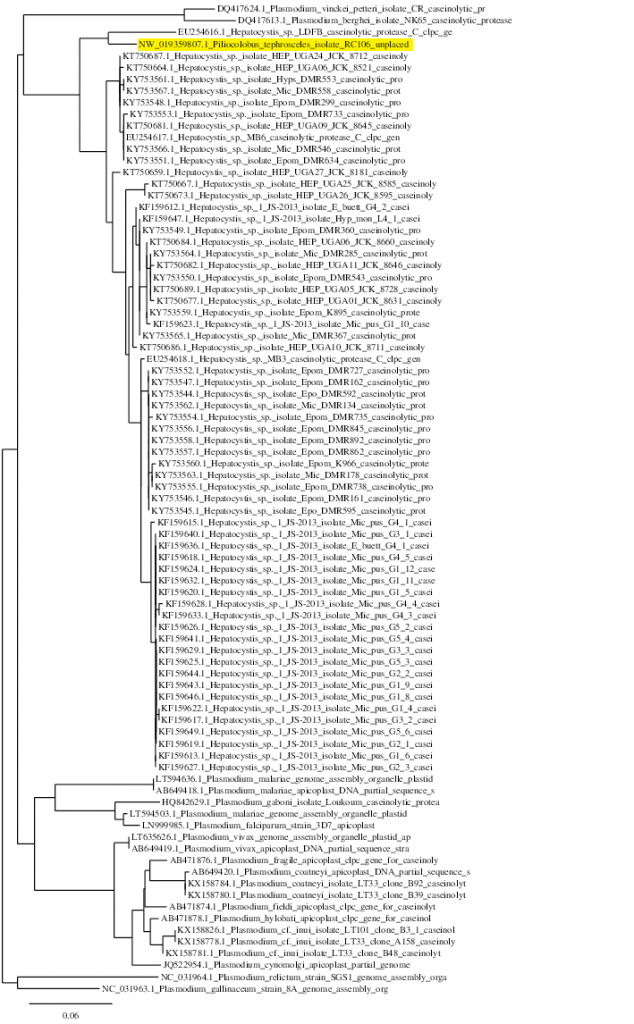 DQ417624.1_Plasmodium_vinckei_petteri_isolate_CR_caseinolytic_pr
DQ417613.1_Plasmodium_berghei_isolate_NK65_caseinolytic_protease
EU254616.1_Hepatocystis_sp._LDFB_caseinolytic_protease_C_clpc_ge
NW_019359807.1_Piliocolobus_tephrosceles_isolate_RC106_unplaced
KT750687.1_Hepatocystis_sp._isolate_HEP_UGA24_JCK_8712_caseinoly
KT750664.1_Hepatocystis_sp._isolate_HEP_UGA06_JCK_8521_caseinoly
KY753561.1_Hepatocystis_sp._isolate_Hyps_DMR553_caseinolytic_pro
KY753567.1_Hepatocystis_sp._isolate_Mic_DMR558_caseinolytic_prot
KY753548.1_Hepatocystis_sp._isolate_Epom_DMR299_caseinolytic_pro
KY753553.1_Hepatocystis_sp._isolate_Epom_DMR733_caseinolytic_pro
KT750681.1_Hepatocystis_sp._isolate_HEP_UGA09_JCK_8645_caseinoly
EU254617.1_Hepatocystis_sp._MB6_caseinolytic_protease_C_clpc_gen
KY753566.1_Hepatocystis_sp._isolate_Mic_DMR546_caseinolytic_prot
KY753551.1_Hepatocystis_sp._isolate_Epom_DMR634_caseinolytic_pro
KT750659.1_Hepatocystis_sp._isolate_HEP_UGA27_JCK_8181_caseinoly
KT750667.1_Hepatocystis_sp._isolate_HEP_UGA25_JCK_8585_caseinoly
KT750673.1_Hepatocystis_sp._isolate_HEP_UGA26_JCK_8595_caseinoly
KF159612.1_Hepatocystis_sp._1_JS-2013_isolate_E_buett_G4_2_casei
KF159647.1_Hepatocystis_sp._1_JS-2013_isolate_Hyp_mon_L4_1_casei
KY753549.1_Hepatocystis_sp._isolate_Epom_DMR360_caseinolytic_pro
KT750684.1_Hepatocystis_sp._isolate_HEP_UGA06_JCK_8660_caseinoly
KY753564.1_Hepatocystis_sp._isolate_Mic_DMR285_caseinolytic_prot
KT750682.1_Hepatocystis_sp._isolate_HEP_UGA11_JCK_8646_caseinoly
KY753550.1_Hepatocystis_sp._isolate_Epom_DMR543_caseinolytic_pro
KT750689.1_Hepatocystis_sp._isolate_HEP_UGA05_JCK_8728_caseinoly
KT750677.1_Hepatocystis_sp._isolate_HEP_UGA01_JCK_8631_caseinoly
KY753559.1_Hepatocystis_sp._isolate_Epom_K895_caseinolytic_prote
KF159623.1_Hepatocystis_sp._1_JS-2013_isolate_Mic_pus_G1_10_case
KY753565.1_Hepatocystis_sp._isolate_Mic_DMR367_caseinolytic_prot
KT750686.1_Hepatocystis_sp._isolate_HEP_UGA10_JCK_8711_caseinoly
EU254618.1_Hepatocystis_sp._MB3_caseinolytic_protease_C_clpc_gen
KY753552.1_Hepatocystis_sp._isolate_Epom_DMR727_caseinolytic_pro
KY753547.1_Hepatocystis_sp._isolate_Epom_DMR162_caseinolytic_pro
KY753544.1_Hepatocystis_sp._isolate_Epo_DMR592_caseinolytic_prot
KY753562.1_Hepatocystis_sp._isolate_Mic_DMR134_caseinolytic_prot
KY753554.1_Hepatocystis_sp._isolate_Epom_DMR735_caseinolytic_pro
KY753556.1_Hepatocystis_sp._isolate_Epom_DMR845_caseinolytic_pro
KY753558.1_Hepatocystis_sp._isolate_Epom_DMR892_caseinolytic_pro
KY753557.1_Hepatocystis_sp._isolate_Epom_DMR862_caseinolytic_pro
KY753560.1_Hepatocystis_sp._isolate_Epom_K966_caseinolytic_prote
KY753563.1_Hepatocystis_sp._isolate_Mic_DMR178_caseinolytic_prot
KY753555.1_Hepatocystis_sp._isolate_Epom_DMR738_caseinolytic_pro
KY753546.1_Hepatocystis_sp._isolate_Epom_DMR161_caseinolytic_pro
KY753545.1_Hepatocystis_sp._isolate_Epo_DMR595_caseinolytic_prot
KF159615.1_Hepatocystis_sp._1_JS-2013_isolate_Mic_pus_G4_1_casei
KF159640.1_Hepatocystis_sp._1_JS-2013_isolate_Mic_pus_G3_1_casei
KF159636.1_Hepatocystis_sp._1_JS-2013_isolate_E_buett_G4_1_casei
KF159618.1_Hepatocystis_sp._1_JS-2013_isolate_Mic_pus_G4_5_casei
KF159624.1_Hepatocystis_sp._1_JS-2013_isolate_Mic_pus_G1_12_case
KF159632.1_Hepatocystis_sp._1_JS-2013_isolate_Mic_pus_G1_11_case
KF159620.1_Hepatocystis_sp._1_JS-2013_isolate_Mic_pus_G1_5_casei
KF159628.1_Hepatocystis_sp._1_JS-2013_isolate_Mic_pus_G4_4_casei
KF159633.1_Hepatocystis_sp._1_JS-2013_isolate_Mic_pus_G4_3_casei
KF159626.1_Hepatocystis_sp._1_JS-2013_isolate_Mic_pus_G5_2_casei
KF159641.1_Hepatocystis_sp._1_JS-2013_isolate_Mic_pus_G5_4_casei
KF159629.1_Hepatocystis_sp._1_JS-2013_isolate_Mic_pus_G3_3_casei
KF159625.1_Hepatocystis_sp._1_JS-2013_isolate_Mic_pus_G5_3_casei
KF159644.1_Hepatocystis_sp._1_JS-2013_isolate_Mic_pus_G2_2_casei
KF159643.1_Hepatocystis_sp._1_JS-2013_isolate_Mic_pus_G1_9_casei
KF159646.1_Hepatocystis_sp._1_JS-2013_isolate_Mic_pus_G1_8_casei
KF159622.1_Hepatocystis_sp._1_JS-2013_isolate_Mic_pus_G1_4_casei
KF159617.1_Hepatocystis_sp._1_JS-2013_isolate_Mic_pus_G3_2_casei
KF159649.1_Hepatocystis_sp._1_JS-2013_isolate_Mic_pus_G5_6_casei
KF159619.1_Hepatocystis_sp._1_JS-2013_isolate_Mic_pus_G2_1_casei
KF159613.1_Hepatocystis_sp._1_JS-2013_isolate_Mic_pus_G1_6_casei
KF159627.1_Hepatocystis_sp._1_JS-2013_isolate_Mic_pus_G2_3_casei
LT594636.1_Plasmodium_malariae_genome_assembly_organelle_plastid
AB649418.1_Plasmodium_malariae_apicoplast_DNA_partial_sequence_s
HQ842629.1_Plasmodium_gaboni_isolate_Loukoum_caseinolytic_protea
LT594503.1_Plasmodium_malariae_genome_assembly_organelle_plastid
LN999985.1_Plasmodium_falciparum_strain_3D7_apicoplast
LT635626.1_Plasmodium_vivax_genome_assembly_organelle_plastid_ap
AB649419.1_Plasmodium_vivax_apicoplast_DNA_partial_sequence_stra
AB471876.1_Plasmodium_fragile_apicoplast_clpc_gene_for_caseinoly
AB649420.1_Plasmodium_coatneyi_apicoplast_DNA_partial_sequence_s
KX158784.1_Plasmodium_coatneyi_isolate_LT33_clone_B92_caseinolyt
KX158780.1_Plasmodium_coatneyi_isolate_LT33_clone_B39_caseinolyt
AB471874.1_Plasmodium_fieldi_apicoplast_clpc_gene_for_caseinolyt
AB471878.1_Plasmodium_hylobati_apicoplast_clpc_gene_for_caseinol
KX158826.1_Plasmodium_cf._inui_isolate_LT101_clone_B3_1_caseinol
KX158778.1_Plasmodium_cf._inui_isolate_LT33_clone_A158_caseinoly
KX158781.1_Plasmodium_cf._inui_isolate_LT33_clone_B48_caseinolyt
JQ522954.1_Plasmodium_cynomolgi_apicoplast_partial_genome
NC_031964.1_Plasmodium_relictum_strain_SGS1_genome_assembly_orga
NC_031963.1_Plasmodium_gallinaceum_strain_8A_genome_assembly_org
0.06